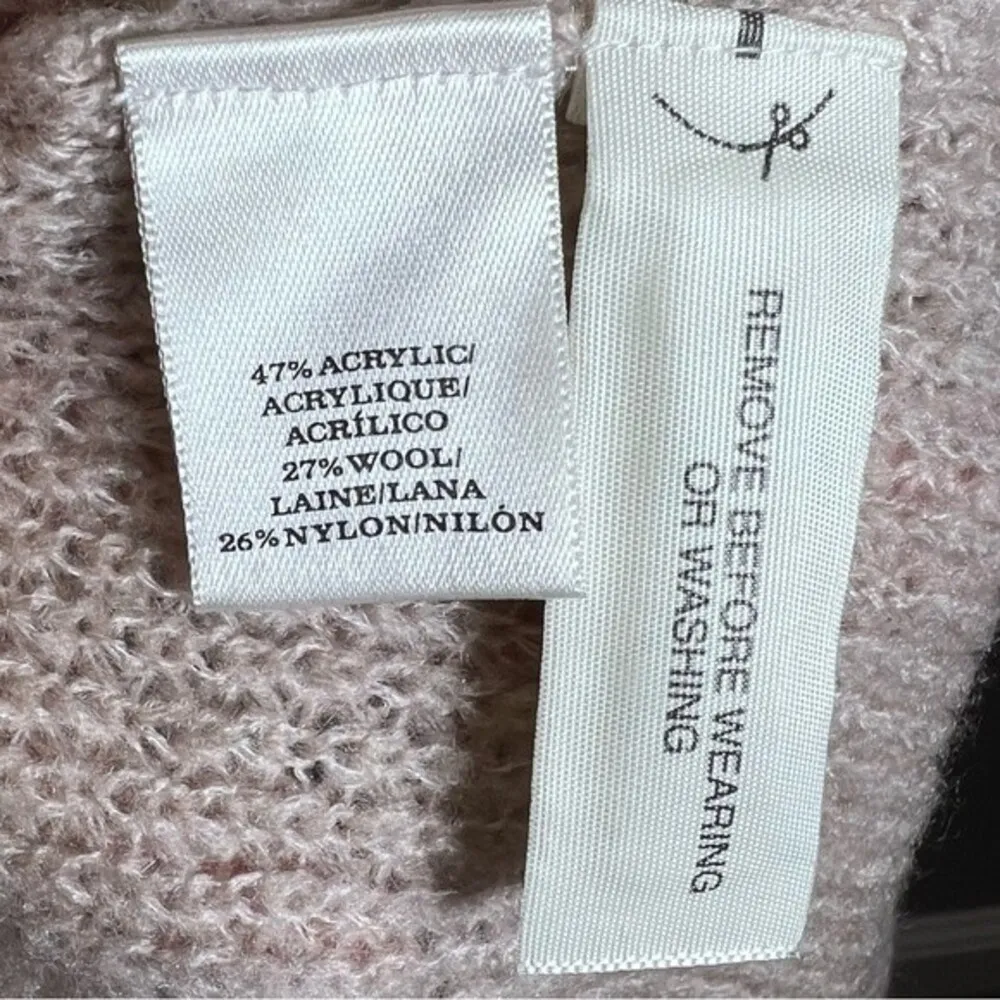 47% ACRYLIC/
ACRYLIQUE/
ACRÍLICO
27% WOOL/
LAINE/LANA
26% NYLON/NILÓN
REMOVE BEFORE WEARING
OR WASHING